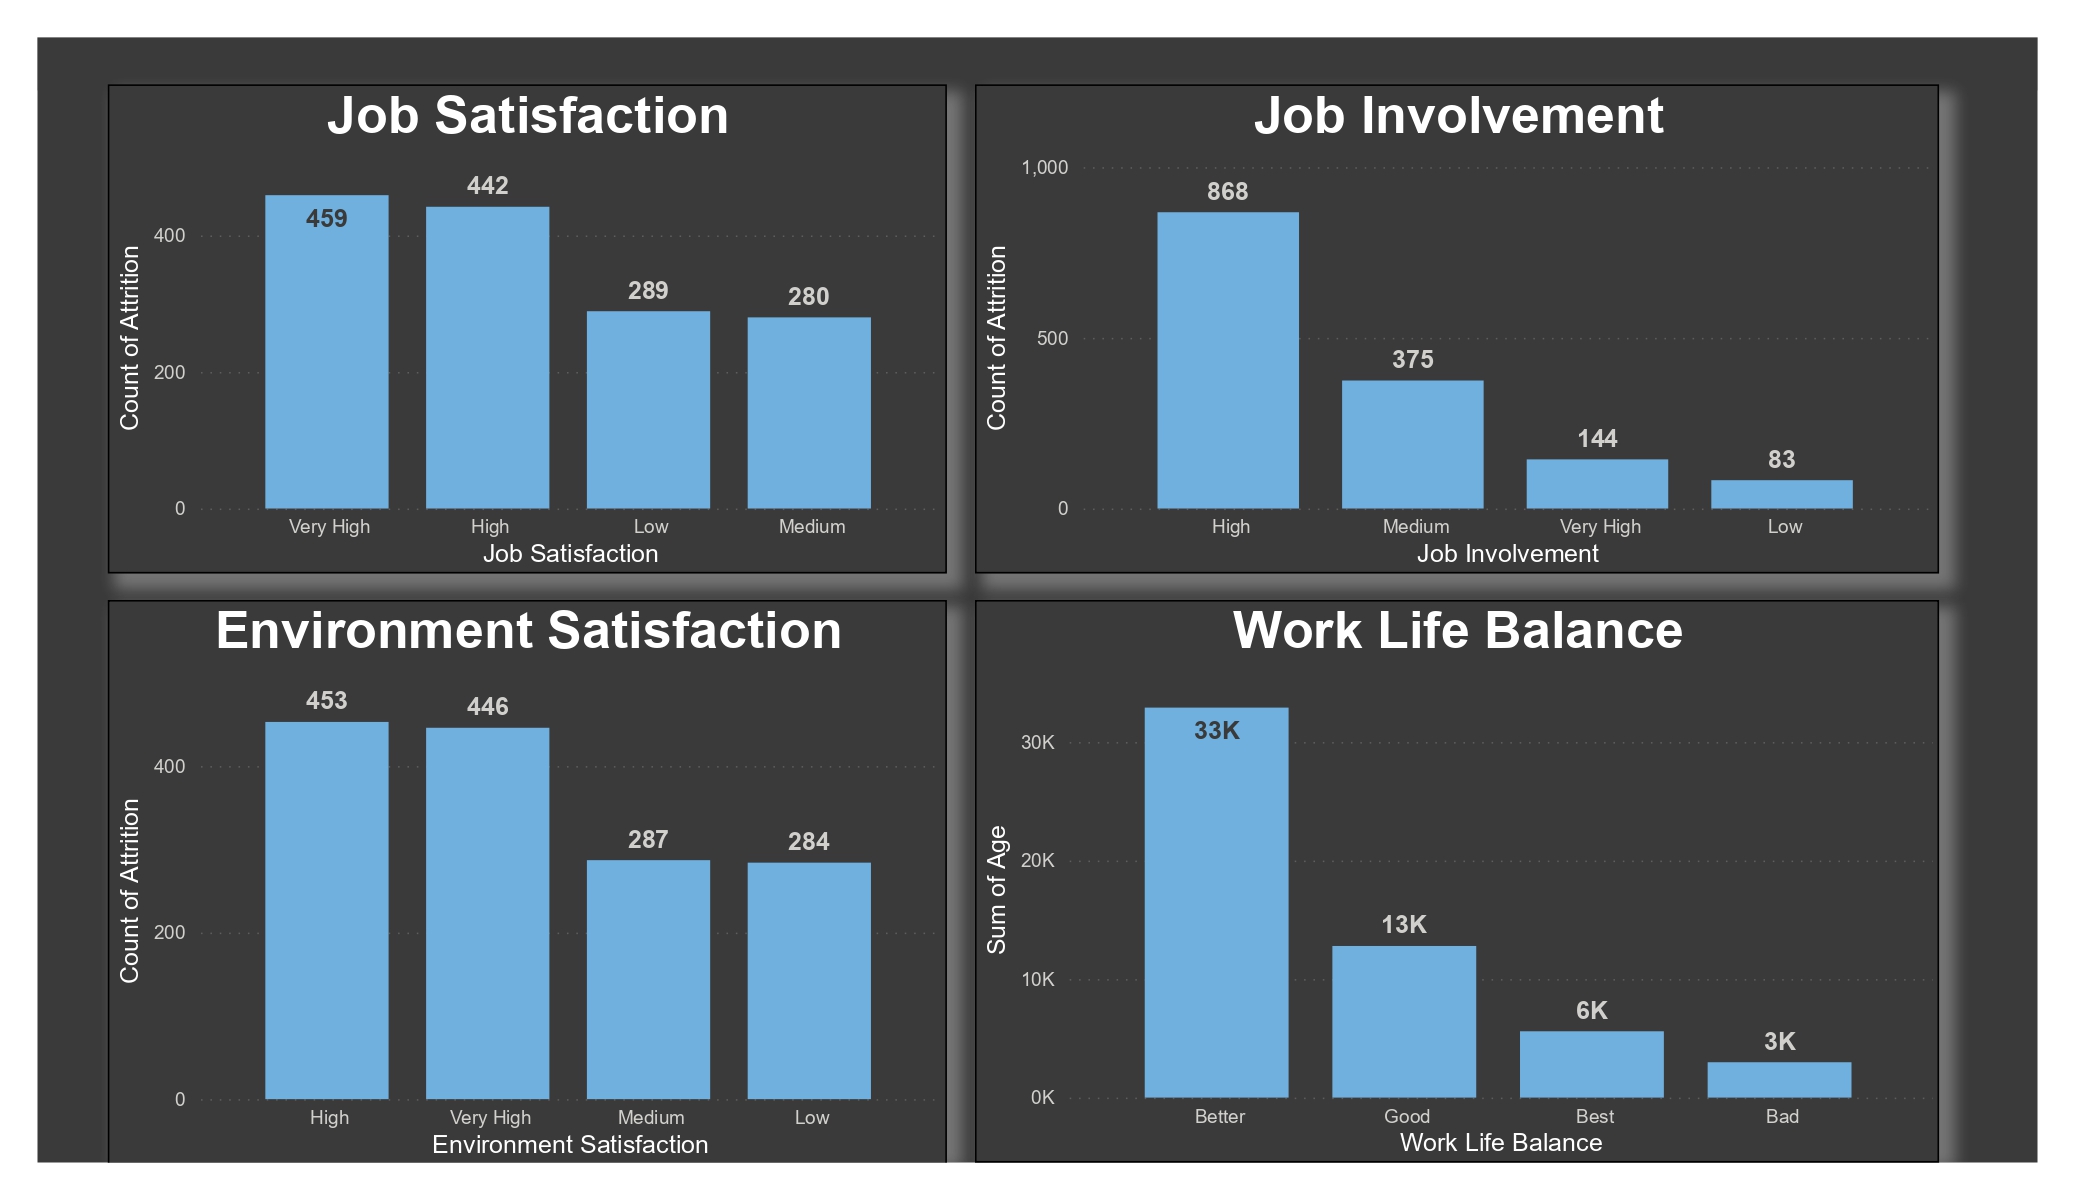 Job Satisfaction
459
442
289
280
400
200
0
Count of Attrition
Very High
High
Low
Medium
Job Satisfaction
Job Involvement
1,000
868
500
375
144
83
0
Count of Attrition
High
Medium
Very High
Low
Job Involvement
Environment Satisfaction
453
446
287
284
400
200
0
Count of Attrition
High
Very High
Medium
Low
Environment Satisfaction
Work Life Balance
33K
30K
20K
13K
10K
6K
3K
0K
Sum of Age
Better
Good
Best
Bad
Work Life Balance